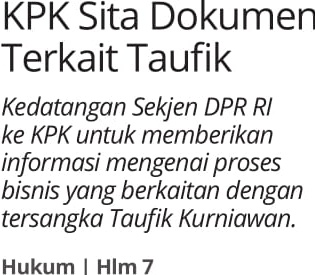 KPK Sita Dokumen
Terkait Taufik
Kedatangan Sekjen DPR RI
ke KPK untuk memberikan
informasi mengenai proses
bisnis yang berkaitan dengan
tersangka Taufik Kurniawan.
Hukum | Hlm 7